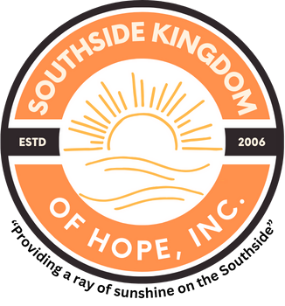 SOUTHSIDE KINGDOM
ESTD
2006
OF HOPE, INC.
“Providing a ray of sunshine on the Southside”